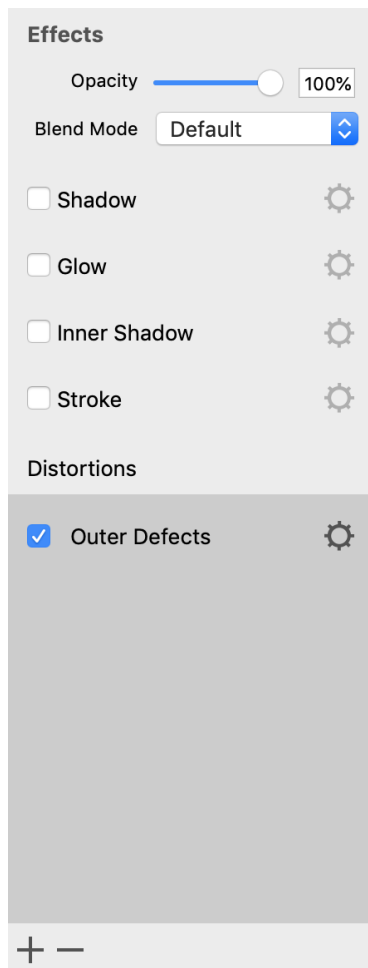 Effects
Opacity 100%
Blend Mode Default
Shadow
Glow
Inner Shadow
Stroke
Distortions
Outer Defects